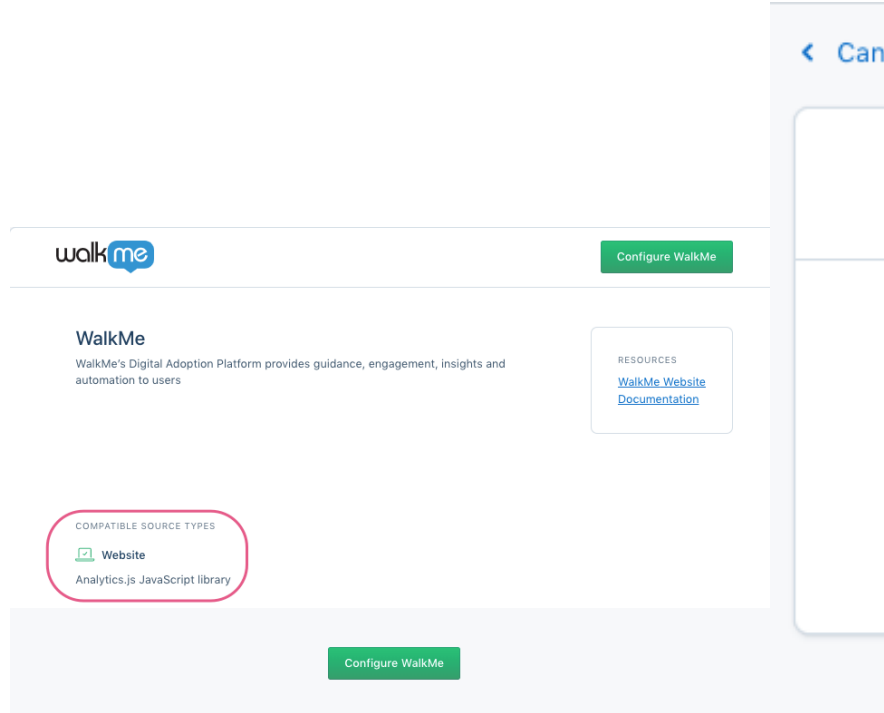 walkme
Configure WalkMe
WalkMe
WalkMe's Digital Adoption Platform provides guidance, engagement, insights and
automation to users
RESOURCES
WalkMe Website
Documentation
COMPATIBLE SOURCE TYPES
Website
Analytics.js JavaScript library
Configure WalkMe
Can